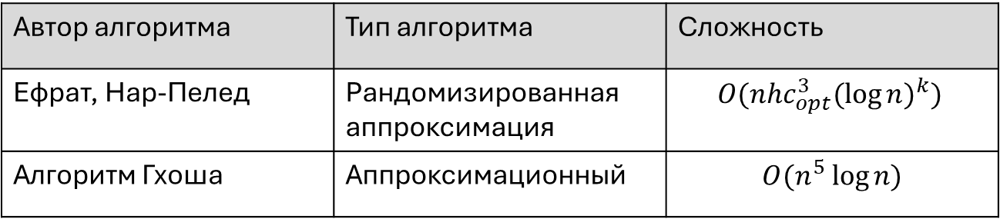 Автор алгоритма Тип алгоритма Сложность
Ефрат, Нар-Пелед Рандомизированная аппроксимация $O(nhc_{opt}^{3}(\log n)^{k})$
Алгоритм Гхоша Аппроксимационный $O(n^{5} \log n)$